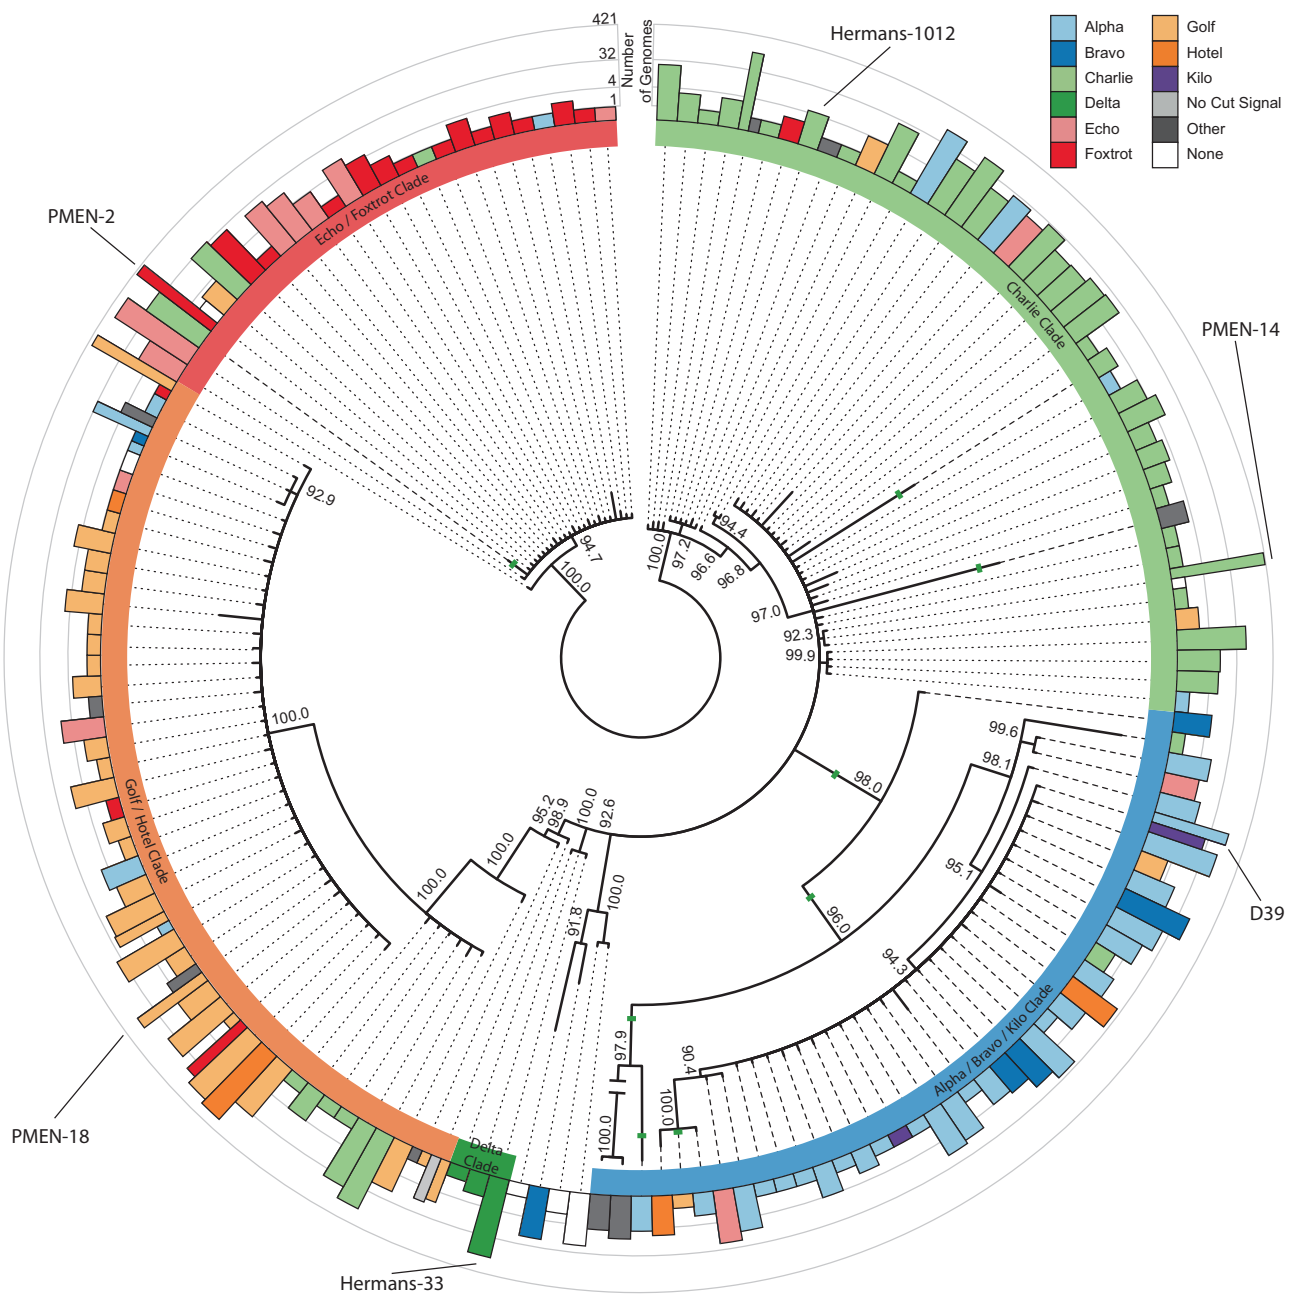 421
32
4
1
Number
of Genomes
Hermans-1012
Alpha
Bravo
Charlie
Delta
Echo
Foxtrot
Golf
Hotel
Kilo
No Cut Signal
Other
None
PMEN-2
Echo / Foxtrot Clade
Charlie Clade
PMEN-14
92.9
94.7
100.0
100.0
97.2
96.6
94.4
96.8
97.0
92.3
99.9
100.0
98.0
99.6
98.1
95.1
96.0
94.3
95.2
98.9
100.0
92.6
100.0
100.0
91.8
100.0
97.9
90.4
100.0
100.0
Golf / Hotel Clade
Alpha / Bravo / Kilo Clade
D39
PMEN-18
Delta
Clade
Hermans-33